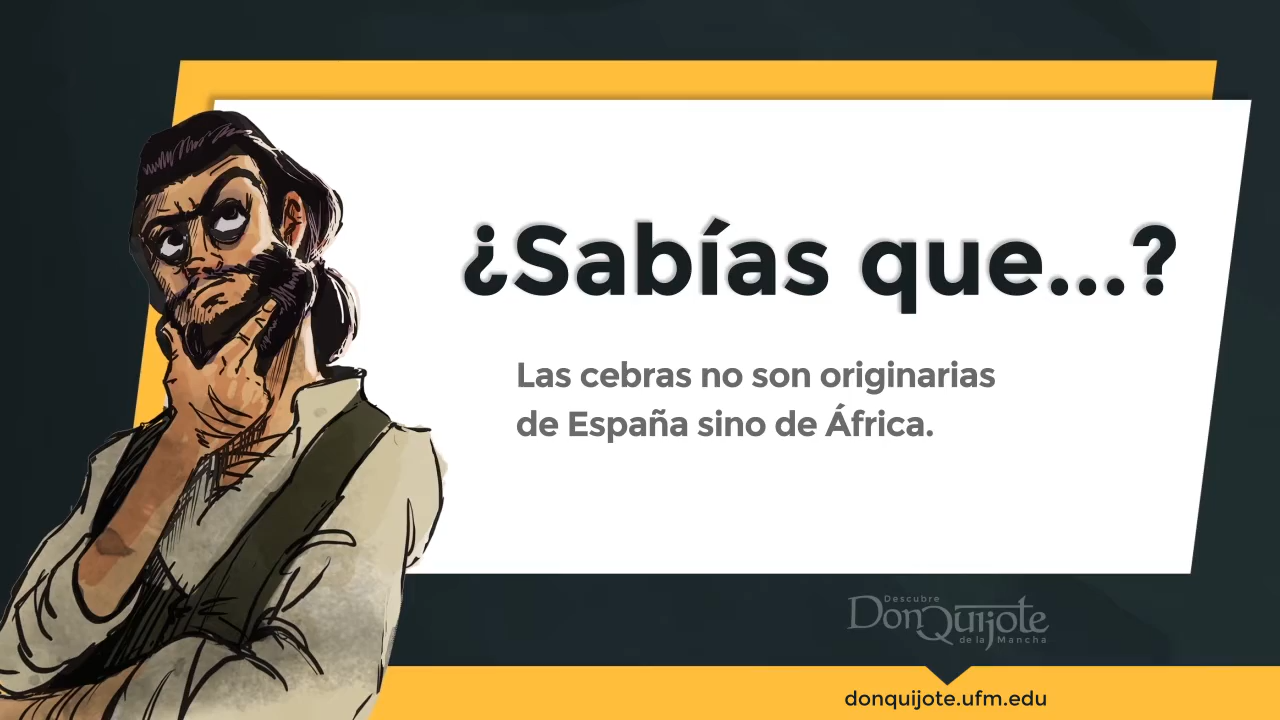 ¿Sabías que...?
Las cebras no son originarias
de España sino de África.
Descubre
Don Quijote
de la Mancha
donquijote.ufm.edu